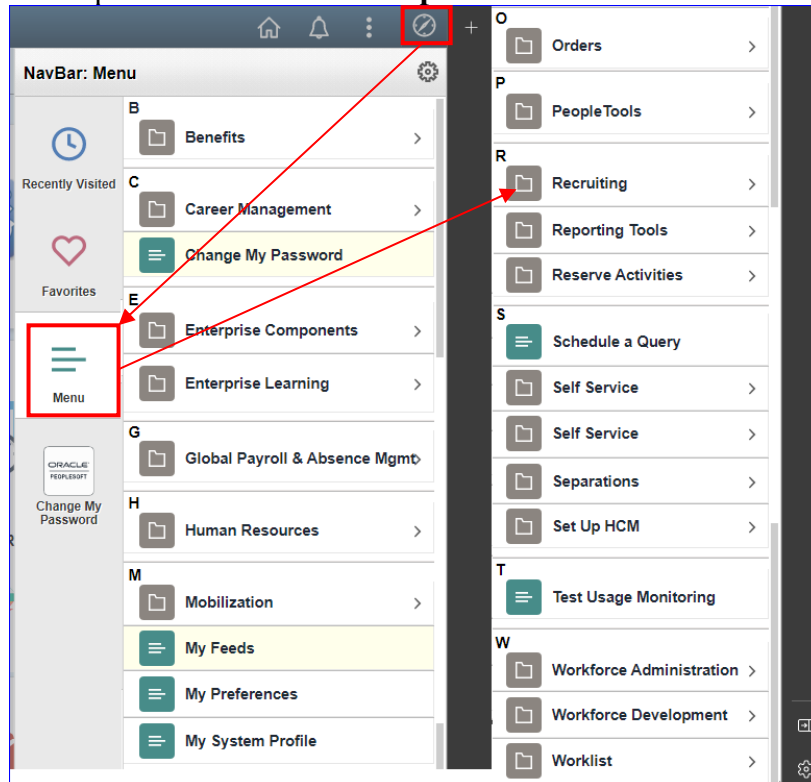 NavBar: Menu
Recently Visited
Favorites
Menu
ORACLE'
PEOPLESOFT
Change My
Password
B
Benefits
C
Career Management
Change My Password
E
Enterprise Components
Enterprise Learning
G
Global Payroll & Absence Mgmt
H
Human Resources
M
Mobilization
My Feeds
My Preferences
My System Profile
O
Orders
P
PeopleTools
R
Recruiting
Reporting Tools
Reserve Activities
S
Schedule a Query
Self Service
Self Service
Separations
Set Up HCM
T
Test Usage Monitoring
W
Workforce Administration
Workforce Development
Worklist